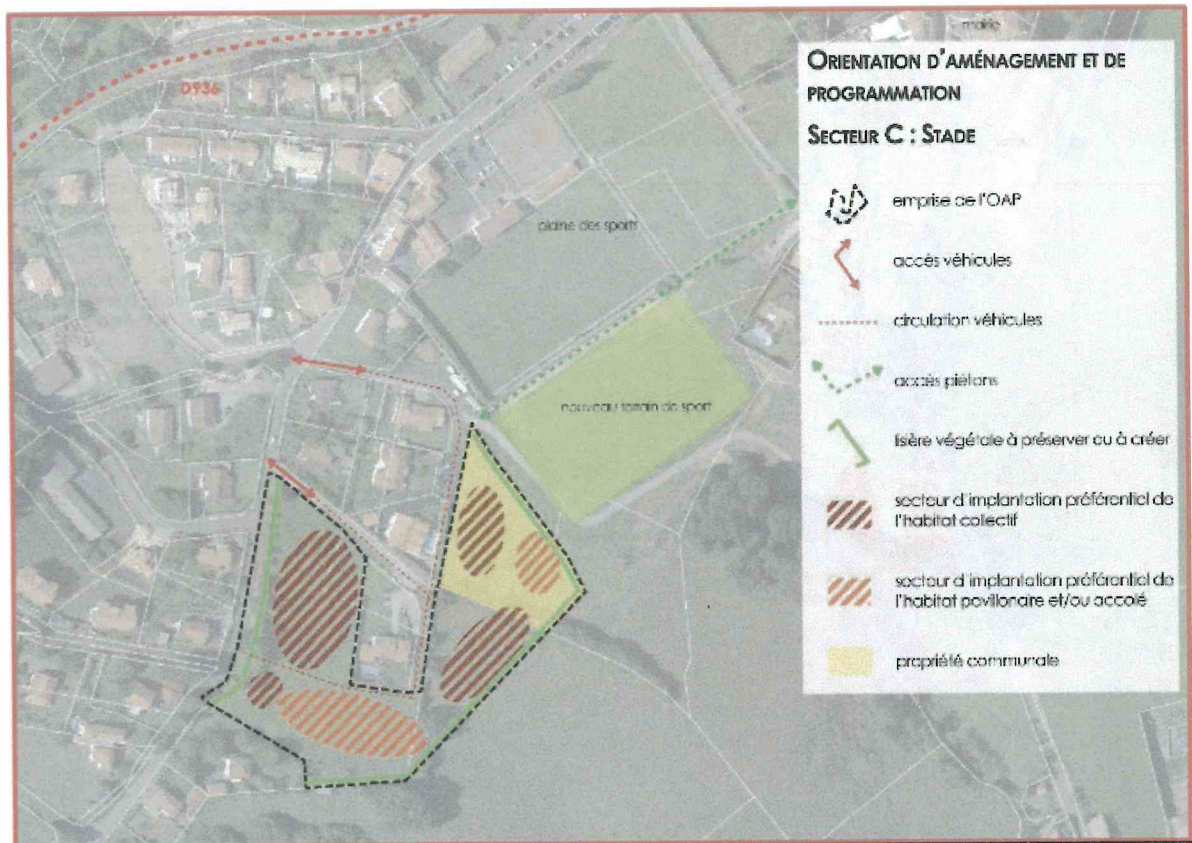 mairie
ORIENTATION D'AMÉNAGEMENT ET DE
PROGRAMMATION
SECTEUR C : STADE
emprise de l'OAP
accès véhicules
circulation véhicules
accès piétons
lisière végétale à préserver ou à créer
secteur d'implantation préférentiel de
l'habitat collectif
secteur d'implantation préférentiel de
l'habitat pavillonaire et/ou accolé
propriété communale
D936
plaine des sports
nouveau terrain de sport